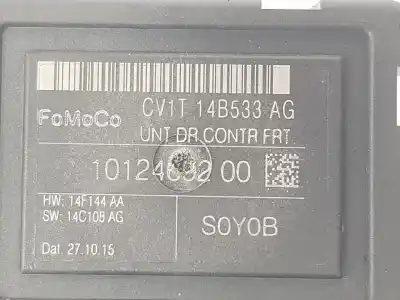 CV1T 14B533 AG
FoMoCo
UNT DR CONTR FRT
HW: 14F144 AA
SW: 14C108 AG
S0Y0B
Dat. 27.10.15